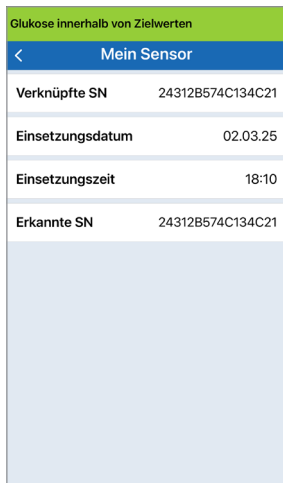 Glukose innerhalb von Zielwerten
Mein Sensor
Verknüpfte SN 24312B574C134C21
Einsetzungsdatum 02.03.25
Einsetzungszeit 18:10
Erkannte SN 24312B574C134C21